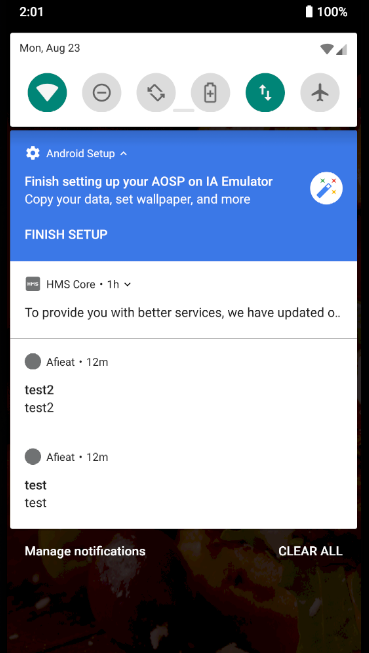 2:01 100%
Mon, Aug 23
Android Setup
Finish setting up your AOSP on IA Emulator
Copy your data, set wallpaper, and more
FINISH SETUP
HMS HMS Core • 1h
To provide you with better services, we have updated o..
Afieat • 12m
test2
test2
Afieat • 12m
test
test
Manage notifications CLEAR ALL